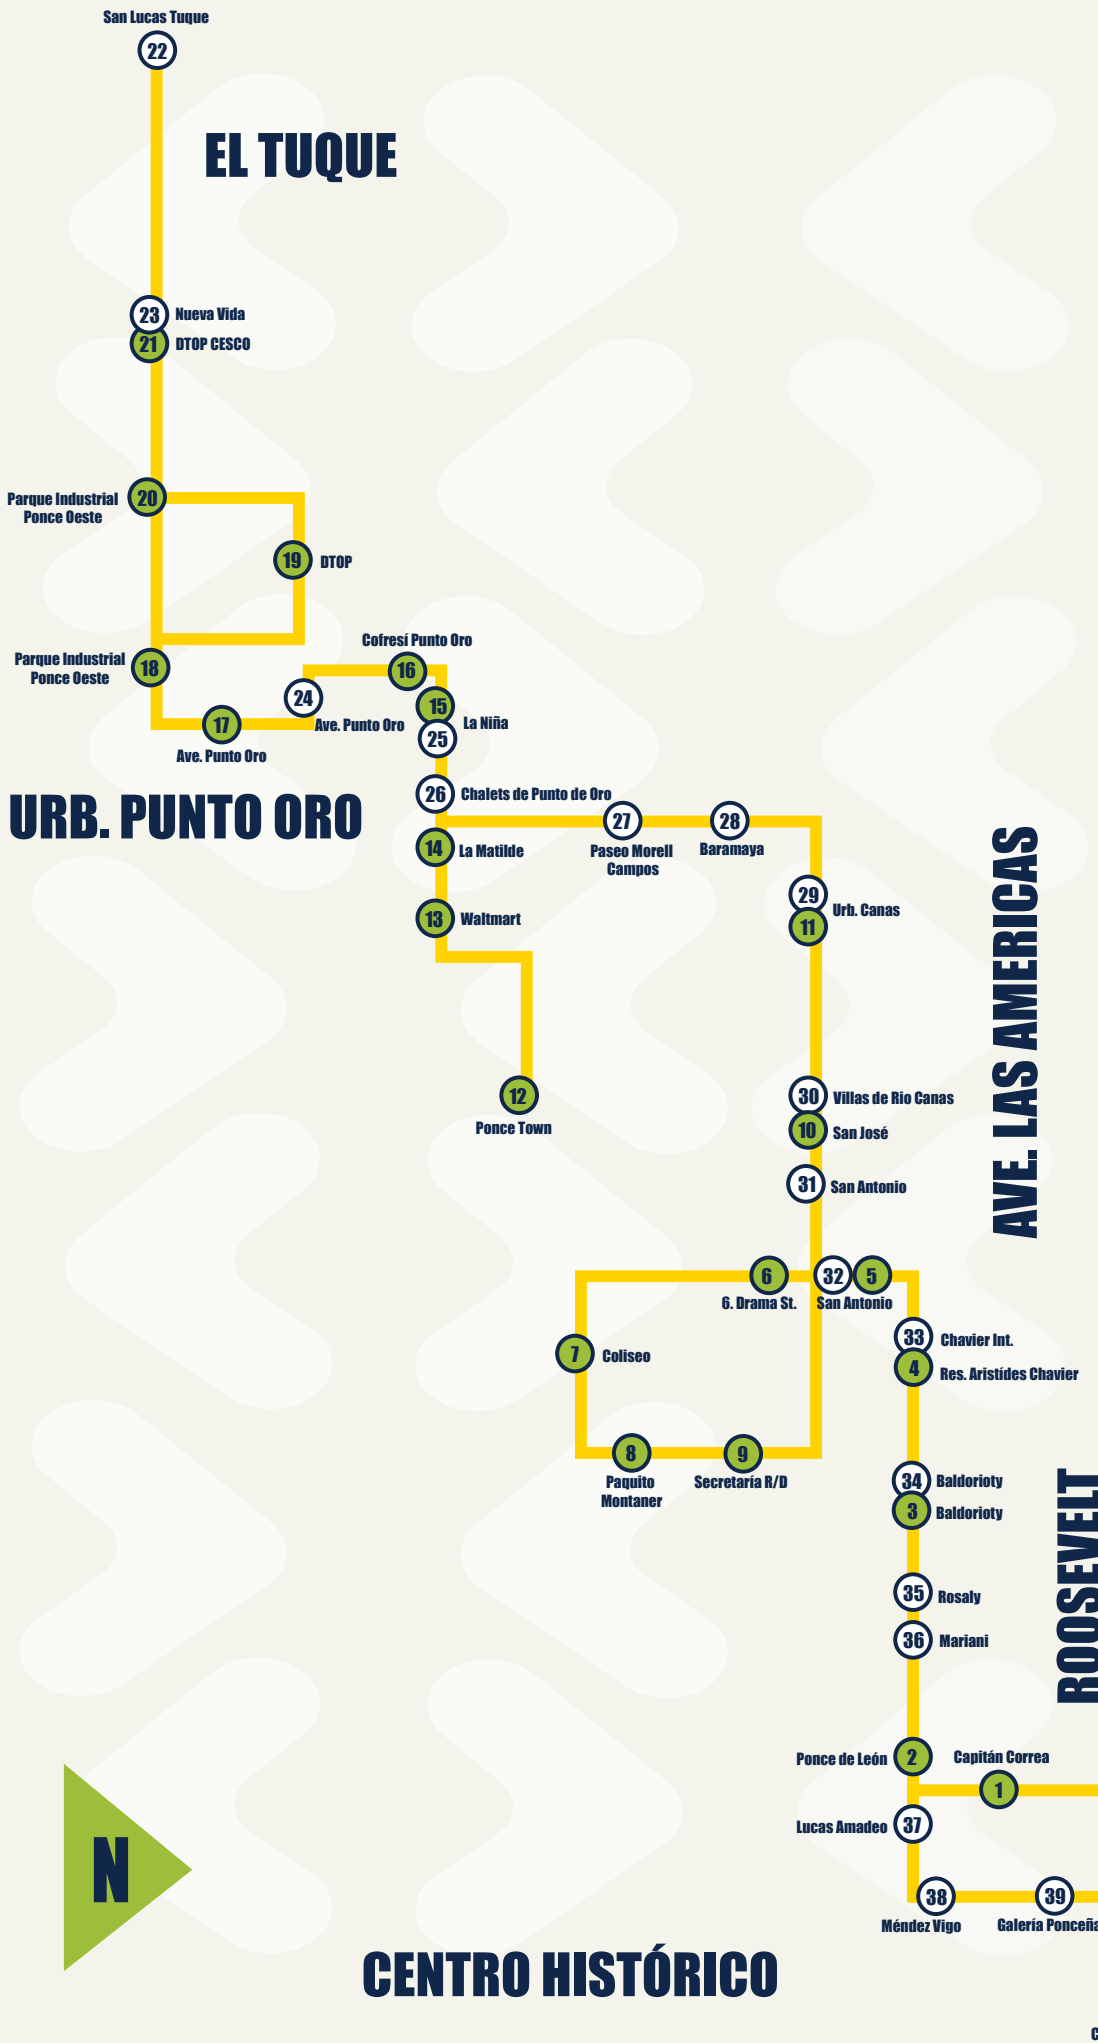 San Lucas Tuque
22
EL TUQUE
23
Nueva Vida
21
DTOP CESCO
20
Parque Industrial
Ponce Oeste
19
DTOP
Cofresí Punto Oro
16
Parque Industrial
Ponce Oeste
18
24
Ave. Punto Oro
15
La Niña
25
17
Ave. Punto Oro
URB. PUNTO ORO
26
Chalets de Punto de Oro
27
Paseo Morell
Campos
28
Baramaya
14
La Matilde
29
Urb. Canas
11
13
Waltmart
AVE. LAS AMERICAS
12
Ponce Town
30
Villas de Rio Canas
10
San José
31
San Antonio
6
6. Drama St.
32
5
San Antonio
33
Chavier Int.
4
Res. Aristídes Chavier
7
Coliseo
8
Paquito
Montaner
9
Secretaría R/D
34
Baldorioty
3
Baldorioty
ROOSEVELT
35
Rosaly
36
Mariani
Ponce de León
2
Capitán Correa
1
Lucas Amadeo
37
38
Méndez Vigo
39
Galería Ponceña
N
CENTRO HISTÓRICO